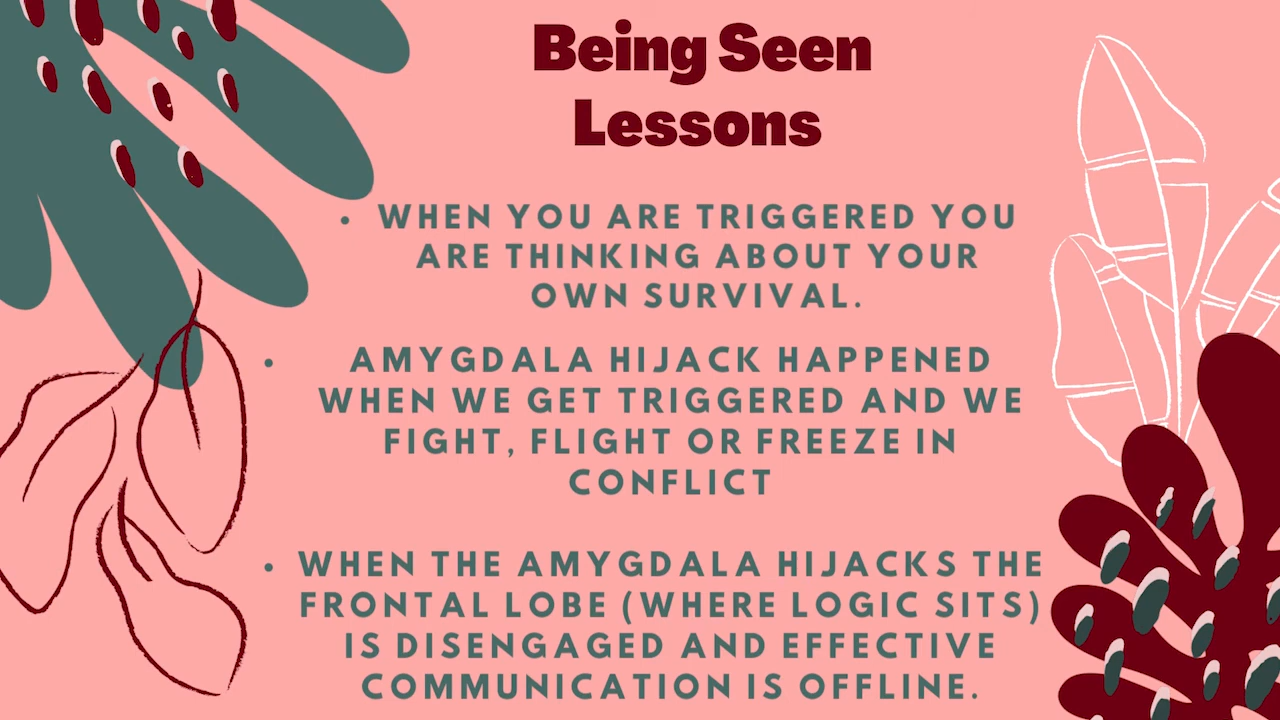 Being Seen
Lessons
• WHEN YOU ARE TRIGGERED YOU
ARE THINKING ABOUT YOUR
OWN SURVIVAL.
• AMYGDALA HIJACK HAPPENED
WHEN WE GET TRIGGERED AND WE
FIGHT, FLIGHT OR FREEZE IN
CONFLICT
• WHEN THE AMYGDALA HIJACKS THE
FRONTAL LOBE (WHERE LOGIC SITS)
IS DISENGAGED AND EFFECTIVE
COMMUNICATION IS OFFLINE.